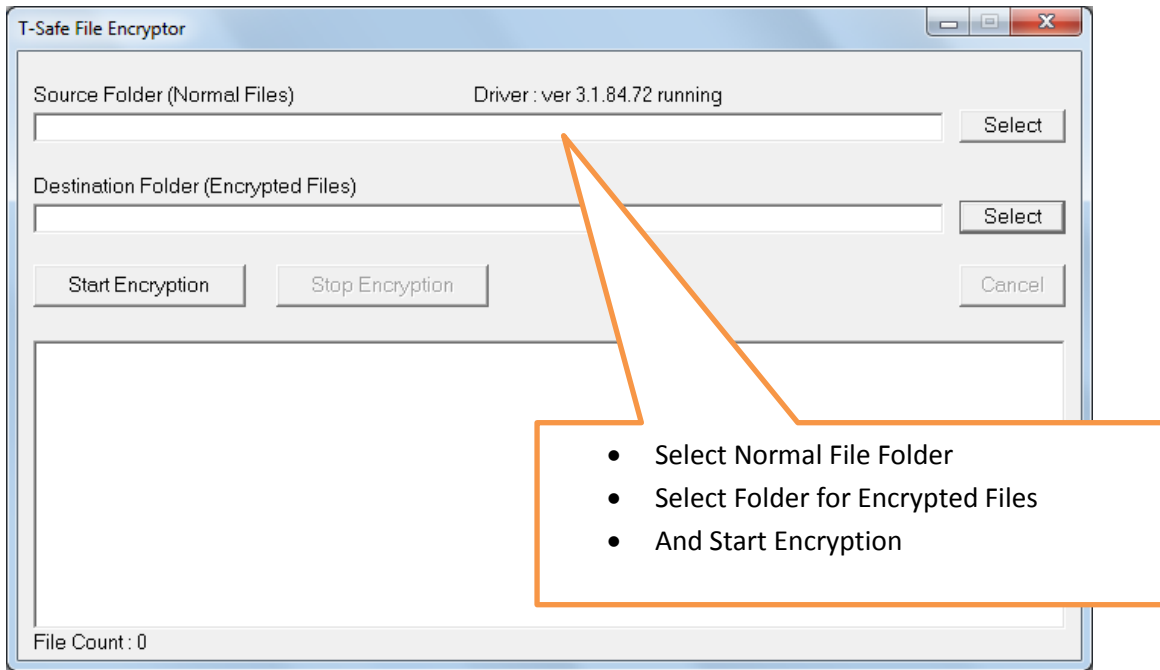 T-Safe File Encryptor
Source Folder (Normal Files) Driver : ver 3.1.84.72 running
Select
Destination Folder (Encrypted Files)
Select
Start Encryption Stop Encryption Cancel
• Select Normal File Folder
• Select Folder for Encrypted Files
• And Start Encryption
File Count : 0